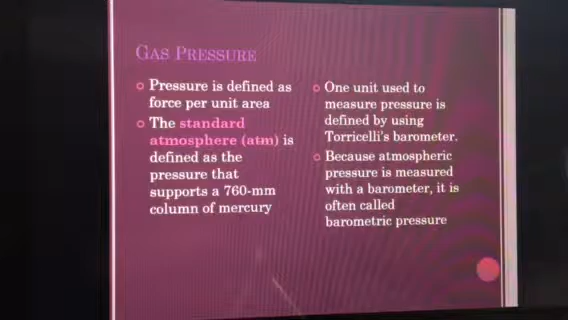 GAS PRESSURE
Pressure is defined as
force per unit area
The standard
atmosphere (atm) is
defined as the
pressure that
supports a 760-mm
column of mercury
One unit used to
measure pressure is
defined by using
Torricelli's barometer.
Because atmospheric
pressure is measured
with a barometer, it is
often called
barometric pressure